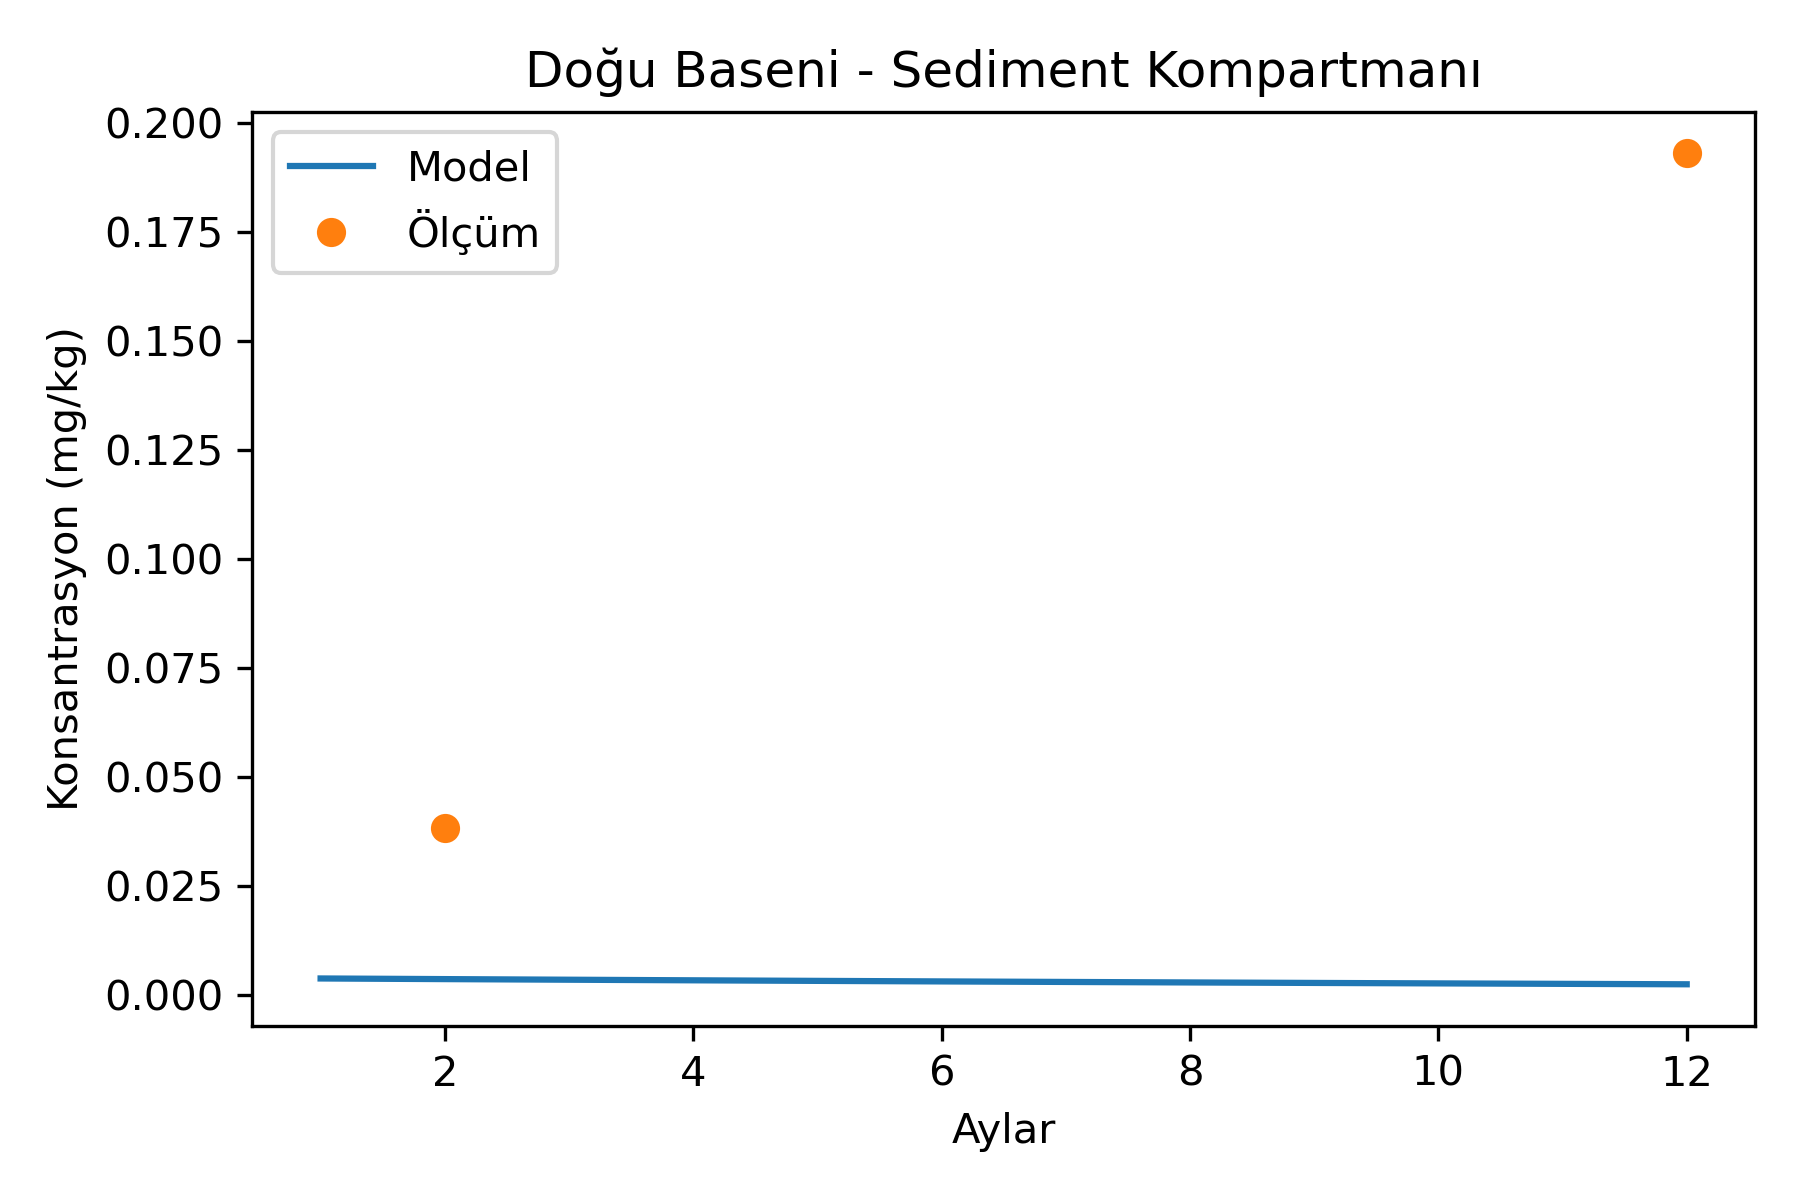 Doğu Baseni - Sediment Kompartmanı
Model
Ölçüm
Konsantrasyon (mg/kg)
0.200
0.175
0.150
0.125
0.100
0.075
0.050
0.025
0.000
2 4 6 8 10 12
Aylar